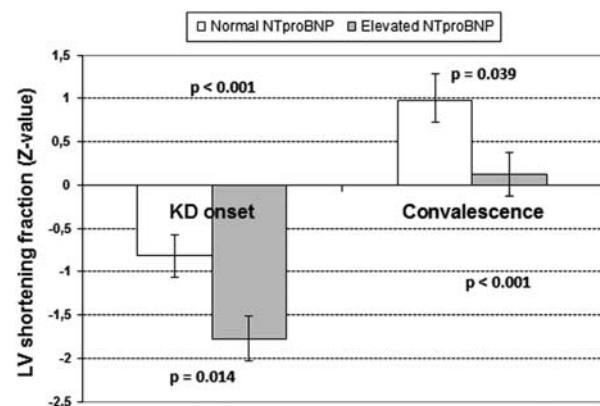 Normal NTproBNP Elevated NTproBNP
LV shortening fraction (Z-value)
1,5
1
0,5
0
-0,5
-1
-1,5
-2
-2,5
p < 0.001
p = 0.039
KD onset
Convalescence
p < 0.001
p = 0.014